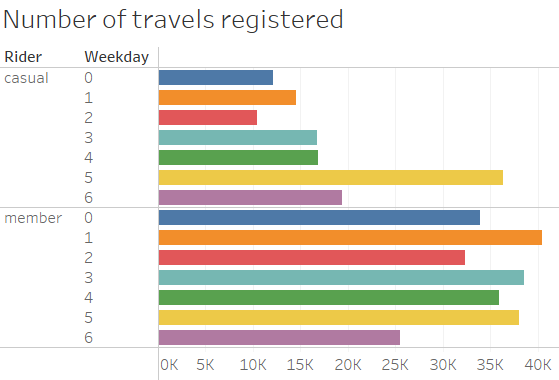 Number of travels registered
Rider Weekday
casual 0
1
2
3
4
5
6
member 0
1
2
3
4
5
6
0K 5K 10K 15K 20K 25K 30K 35K 40K